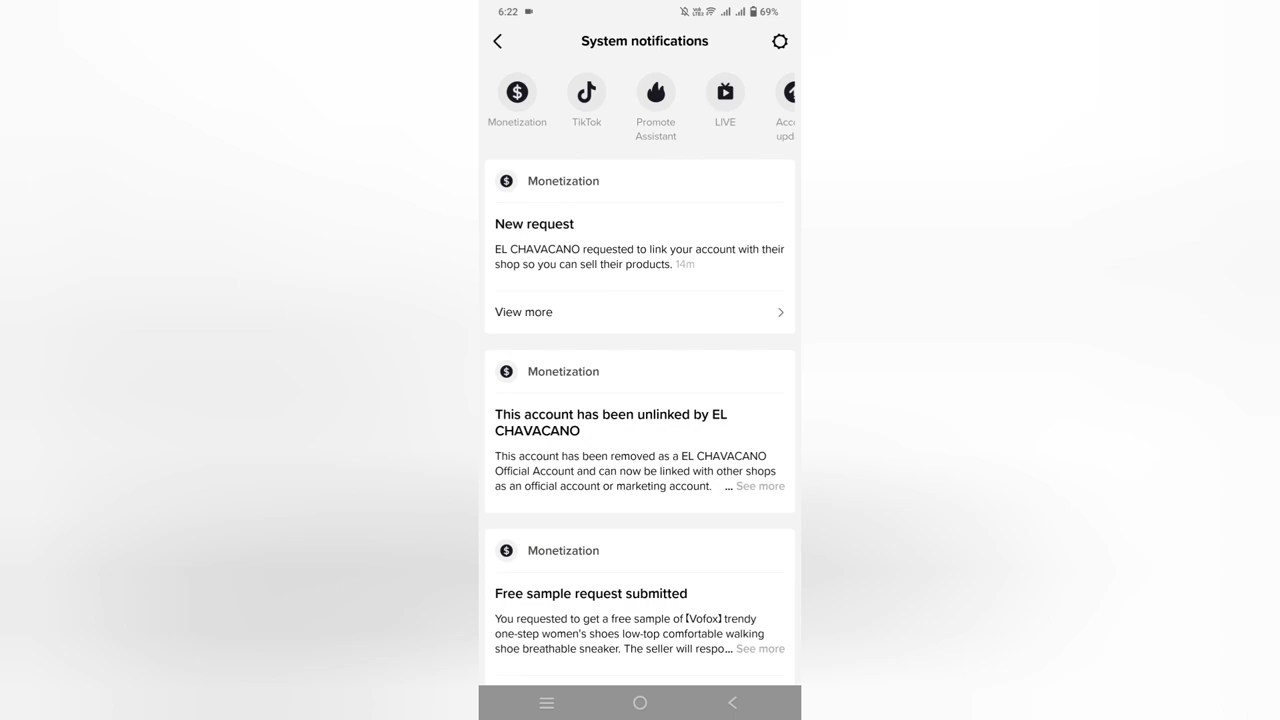 6:22 69%
System notifications
Monetization TikTok Promote Assistant LIVE
Monetization
New request
EL CHAVACANO requested to link your account with their
shop so you can sell their products. 14m
View more
Monetization
This account has been unlinked by EL
CHAVACANO
This account has been removed as a EL CHAVACANO
Official Account and can now be linked with other shops
as an official account or marketing account. ... See more
Monetization
Free sample request submitted
You requested to get a free sample of【Vofox】trendy
one-step women's shoes low-top comfortable walking
shoe breathable sneaker. The seller will respo... See more